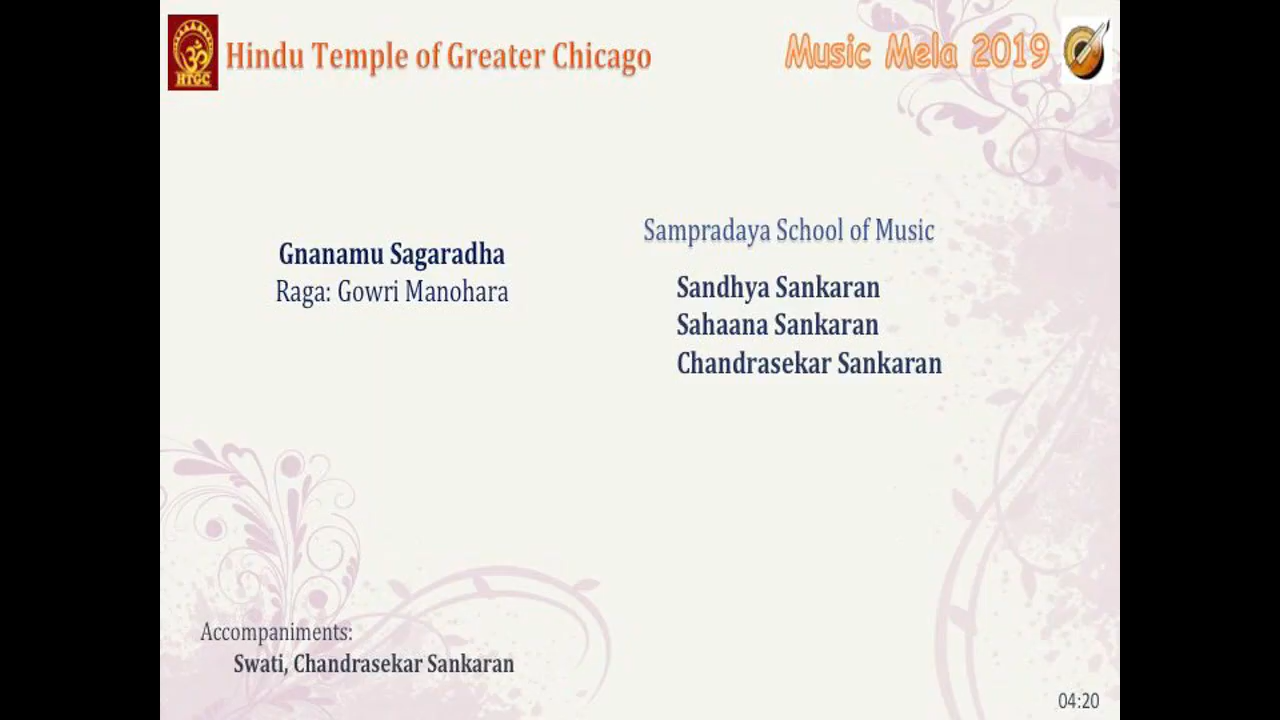 HTGC
Hindu Temple of Greater Chicago
Music Mela 2019
Gnanamu Sagaradha
Raga: Gowri Manohara
Sampradaya School of Music
Sandhya Sankaran
Sahaana Sankaran
Chandrasekar Sankaran
Accompaniments:
Swati, Chandrasekar Sankaran
04:20